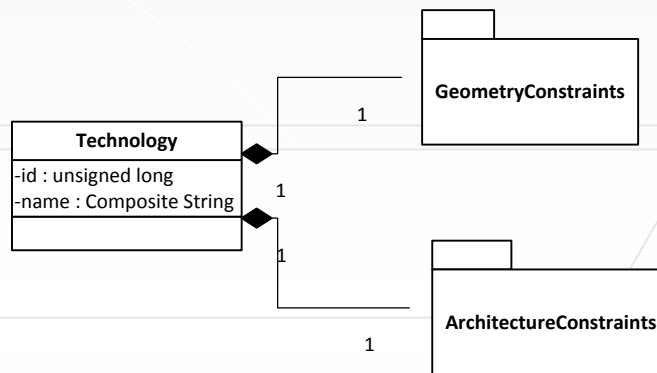 GeometryConstraints
1
Technology
-id : unsigned long
-name : Composite String
1
1
ArchitectureConstraints
1